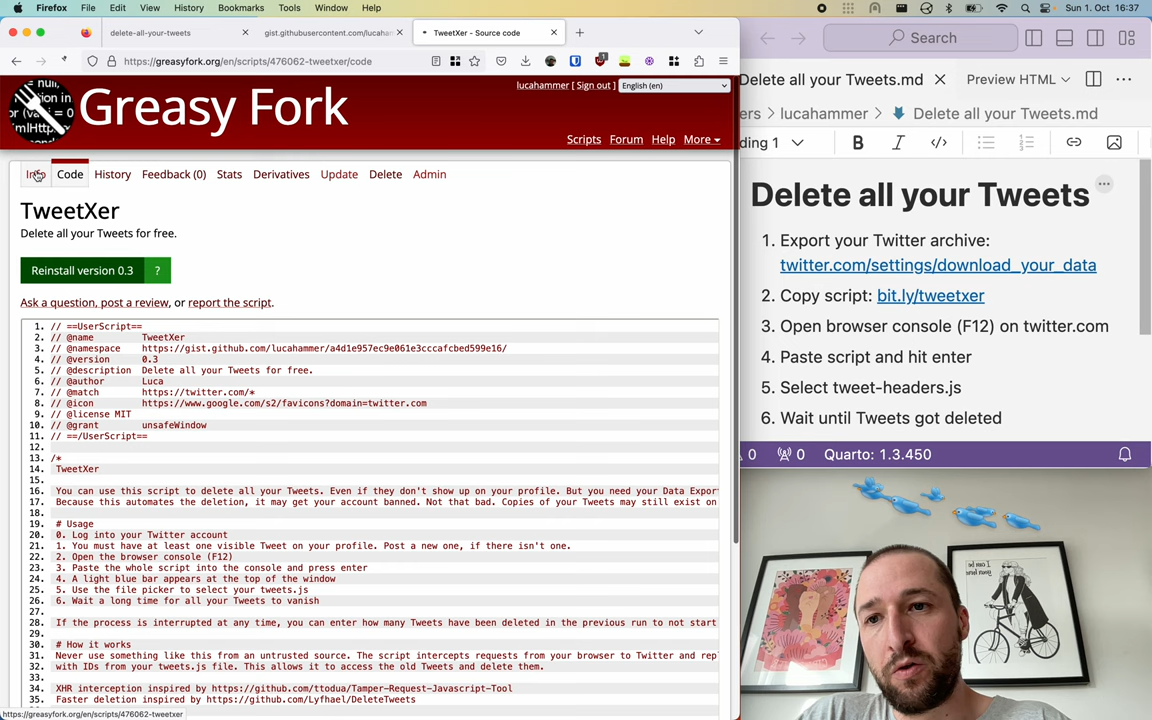 Firefox File Edit View History Bookmarks Tools Window Help Sun 1. Oct 16:37
delete-all-your-tweets
gist.githubusercontent.com/lucaham
TweetXer - Source code
https://greasyfork.org/en/scripts/476062-tweetxer/code
lucahammer [ Sign out ] English (en)
Greasy Fork
Scripts Forum Help More
Info Code History Feedback (0) Stats Derivatives Update Delete Admin
TweetXer
Delete all your Tweets for free.
Reinstall version 0.3 ?
Ask a question, post a review, or report the script.
1. // ==UserScript==
2. // @name TweetXer
3. // @namespace https://gist.github.com/lucahammer/a4d1e957ec9e061e3cccafcbed599e16/
4. // @version 0.3
5. // @description Delete all your Tweets for free.
6. // @author Luca
7. // @match https://twitter.com/*
8. // @icon https://www.google.com/s2/favicons?domain=twitter.com
9. // @license MIT
10. // @grant unsafeWindow
11. // ==/UserScript==
12.
13. /*
14. TweetXer
15.
16. You can use this script to delete all your Tweets. Even if they don't show up on your profile. But you need your Data Expor
17. Because this automates the deletion, it may get your account banned. Not that bad. Copies of your Tweets may still exist on
18.
19. # Usage
20. 0. Log into your Twitter account
21. 1. You must have at least one visible Tweet on your profile. Post a new one, if there isn't one.
22. 2. Open the browser console (F12)
23. 3. Paste the whole script into the console and press enter
24. 4. A light blue bar appears at the top of the window
25. 5. Use the file picker to select your tweets.js
26. 6. Wait a long time for all your Tweets to vanish
27.
28. If the process is interrupted at any time, you can enter how many Tweets have been deleted in the previous run to not start
29.
30. # How it works
31. Never use something like this from an untrusted source. The script intercepts requests from your browser to Twitter and rep
32. with IDs from your tweets.js file. This allows it to access the old Tweets and delete them.
33.
34. XHR interception inspired by https://github.com/ttodua/Tamper-Request-Javascript-Tool
35. Faster deletion inspired by https://github.com/Lyfhael/DeleteTweets
https://greasyfork.org/en/scripts/476062-tweetxer
Search
Delete all your Tweets.md Preview HTML
ers > lucahammer > Delete all your Tweets.md
ding 1 B I </>
Delete all your Tweets
1. Export your Twitter archive:
twitter.com/settings/download_your_data
2. Copy script: bit.ly/tweetxer
3. Open browser console (F12) on twitter.com
4. Paste script and hit enter
5. Select tweet-headers.js
6. Wait until Tweets got deleted
0 0 Quarto: 1.3.450